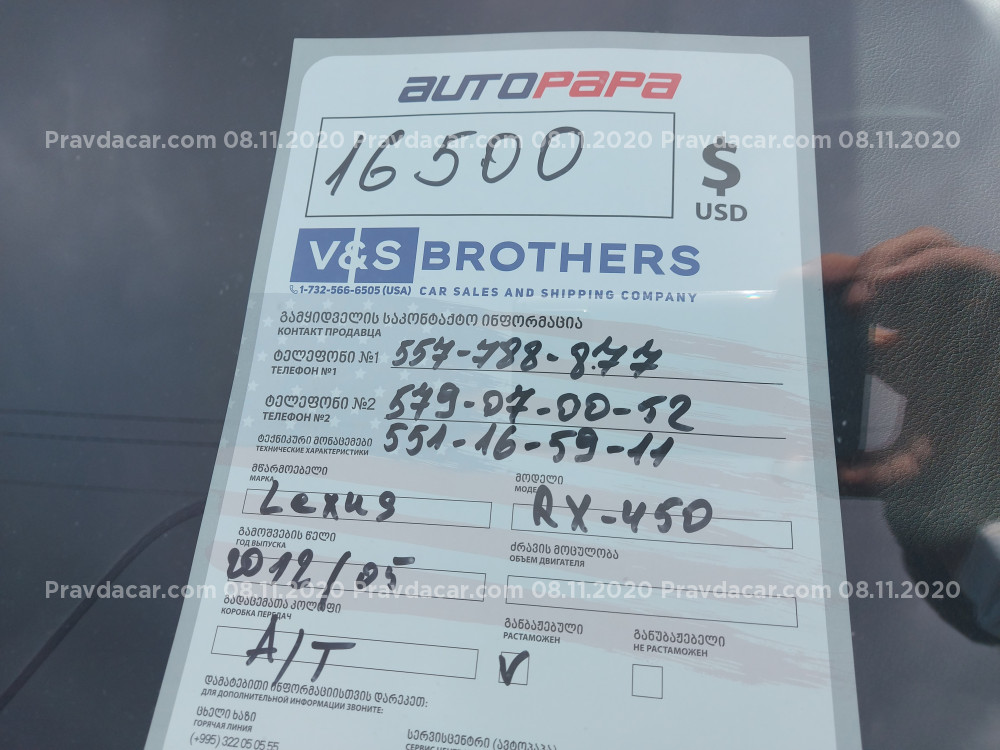 AUTOPAPA
Pravdacar.com 08.11.2020 Pravdacar.com 08.11.2020 Pravdacar.com 08.11.2020
16500
$
USD
V&S BROTHERS
1-732-566-6505 (USA) CAR SALES AND SHIPPING COMPANY
გამყიდველის საკონტაქტო ინფორმაცია
КОНТАКТ ПРОДАВЦА
ტელეფონი №1 557-788-877
ТЕЛЕФОН №1
ტელეფონი №2 579-07-00-52
ТЕЛЕФОН №2
551-16-59-11
ტექნიკური მონაცემები
ТЕХНИЧЕСКИЕ ХАРАКТЕРИСТИКИ
მწარმოებელი მოდელი
МАРКА МОДЕ
Lexus RX-450
გამოშვების წელი ძრავის მოცულობა
ГОД ВЫПУСКА ОБЪЕМ ДВИГАТЕЛЯ
2012/05
Pravdacar.com 08.11.2020 Pravdacar.com 08.11.2020 Pravdacar.com 08.11.2020
გადაცემათა კოლოფი განბაჟებული განუბაჟებელი
КОРОБКА ПЕРЕДАЧ РАСТАМОЖЕН НЕ РАСТАМОЖЕН
A/T V
დამატებითი ინფორმაციისთვის დარეკეთ:
ДЛЯ ДОПОЛНИТЕЛЬНОЙ ИНФОРМАЦИИ ЗВОНИТЕ:
ცხელი ხაზი სერვისცენტრი (ავტოპაპა)
ГОРЯЧАЯ ЛИНИЯ
(+995) 322 05 05 55